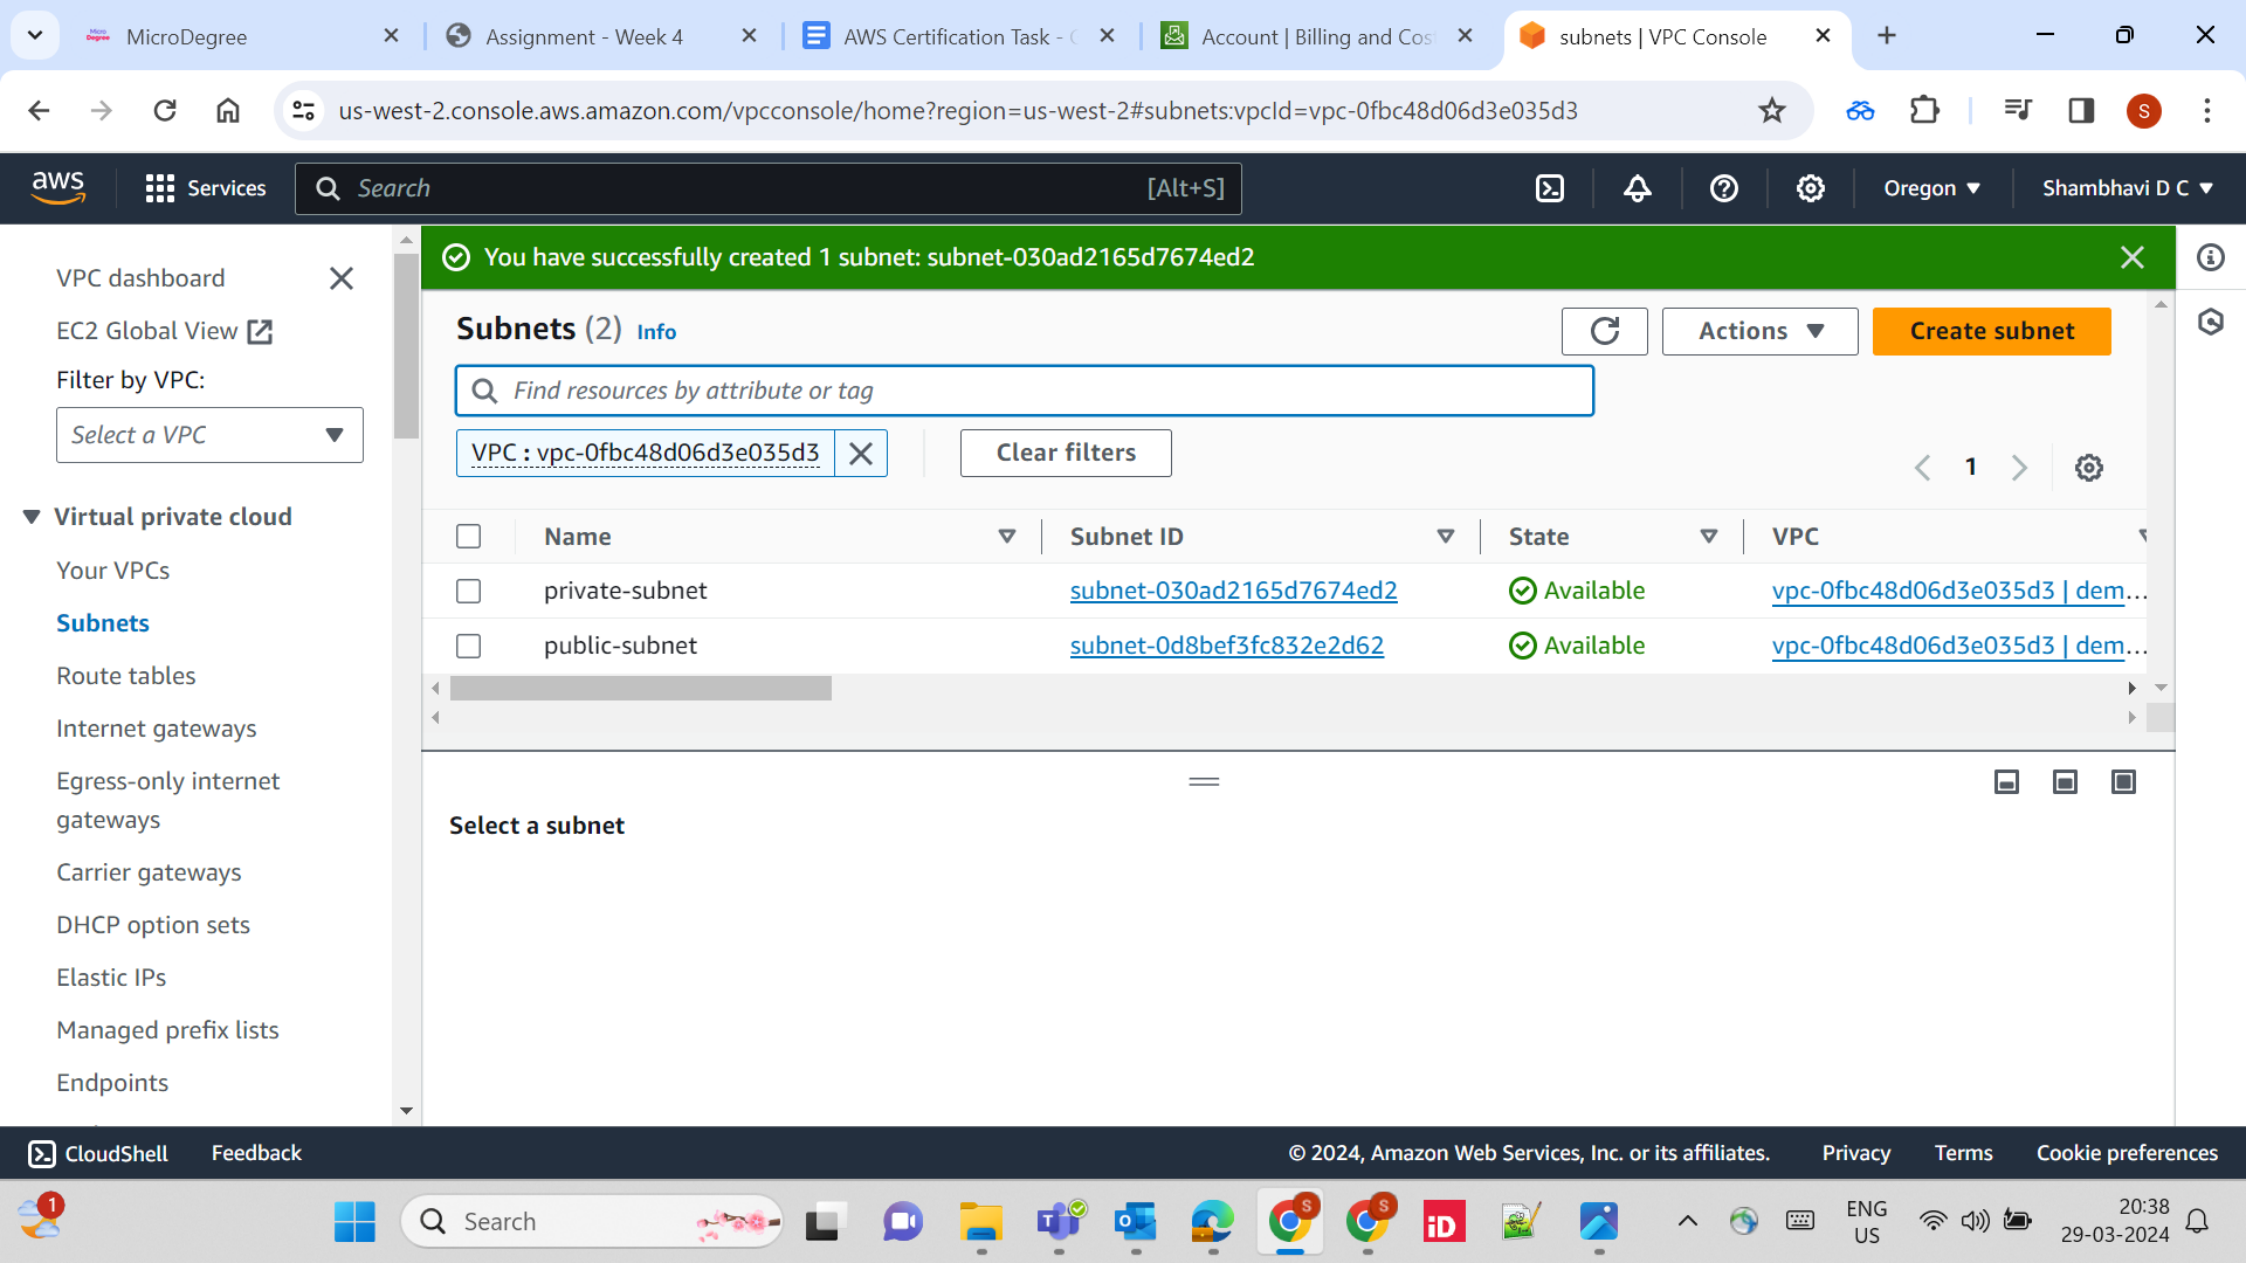 MicroDegree
Assignment - Week 4
AWS Certification Task -
Account | Billing and Cos
subnets | VPC Console
us-west-2.console.aws.amazon.com/vpcconsole/home?region=us-west-2#subnets:vpcId=vpc-0fbc48d06d3e035d3
S
aws
Services
Search
[Alt+S]
Oregon
Shambhavi D C
VPC dashboard
EC2 Global View
Filter by VPC:
Select a VPC
Virtual private cloud
Your VPCs
Subnets
Route tables
Internet gateways
Egress-only internet
gateways
Carrier gateways
DHCP option sets
Elastic IPs
Managed prefix lists
Endpoints
You have successfully created 1 subnet: subnet-030ad2165d7674ed2
Subnets (2) Info
Actions
Create subnet
Find resources by attribute or tag
VPC : vpc-0fbc48d06d3e035d3
Clear filters
1
Name Subnet ID State VPC
private-subnet subnet-030ad2165d7674ed2 Available vpc-0fbc48d06d3e035d3 | dem...
public-subnet subnet-0d8bef3fc832e2d62 Available vpc-0fbc48d06d3e035d3 | dem...
Select a subnet
CloudShell
Feedback
© 2024, Amazon Web Services, Inc. or its affiliates.
Privacy
Terms
Cookie preferences
1
Search
S
S
iD
ENG
US
20:38
29-03-2024